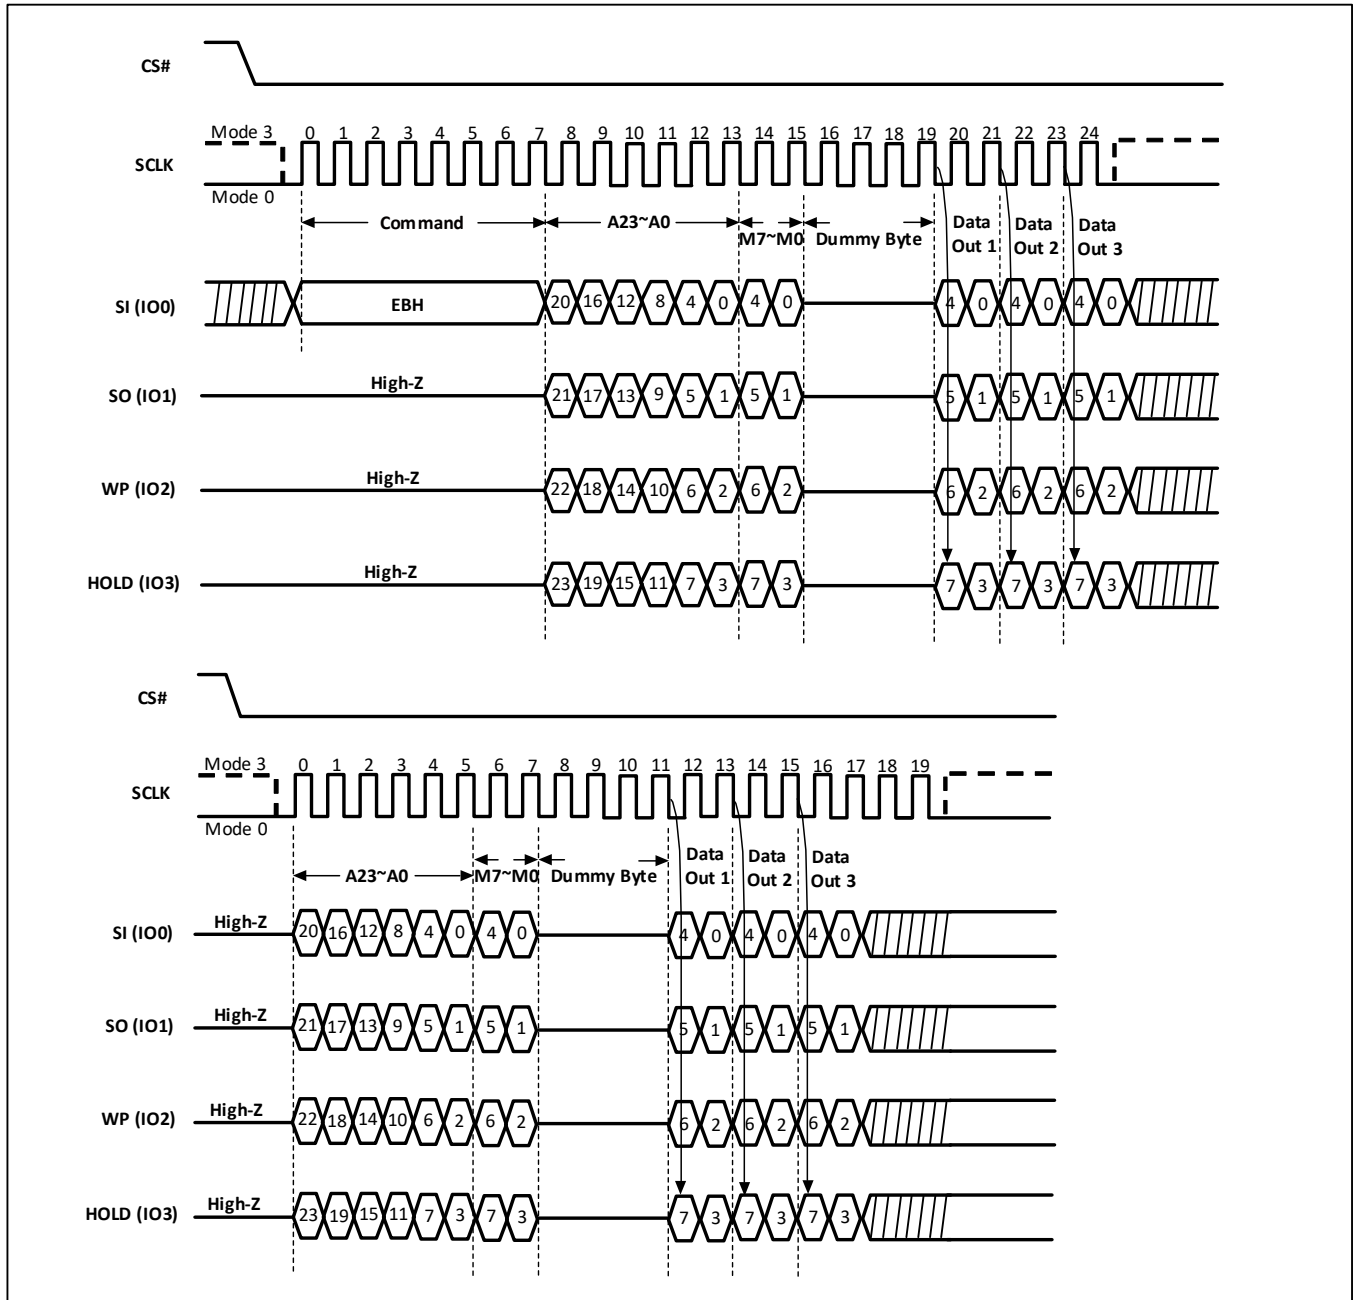 CS#
Mode 3 0 1 2 3 4 5 6 7 8 9 10 11 12 13 14 15 16 17 18 19 20 21 22 23 24
SCLK
Mode 0
Command A23~A0 M7~M0 Dummy Byte Data Out 1 Data Out 2 Data Out 3
SI (IO0) EBH 20 16 12 8 4 0 4 0 4 0 4 0 4 0
SO (IO1) High-Z 21 17 13 9 5 1 5 1 5 1 5 1 5 1
WP (IO2) High-Z 22 18 14 10 6 2 6 2 6 2 6 2 6 2
HOLD (IO3) High-Z 23 19 15 11 7 3 7 3 7 3 7 3 7 3
CS#
Mode 3 0 1 2 3 4 5 6 7 8 9 10 11 12 13 14 15 16 17 18 19
SCLK
Mode 0
A23~A0 M7~M0 Dummy Byte Data Out 1 Data Out 2 Data Out 3
SI (IO0) High-Z 20 16 12 8 4 0 4 0 4 0 4 0 4 0
SO (IO1) High-Z 21 17 13 9 5 1 5 1 5 1 5 1 5 1
WP (IO2) High-Z 22 18 14 10 6 2 6 2 6 2 6 2 6 2
HOLD (IO3) High-Z 23 19 15 11 7 3 7 3 7 3 7 3 7 3